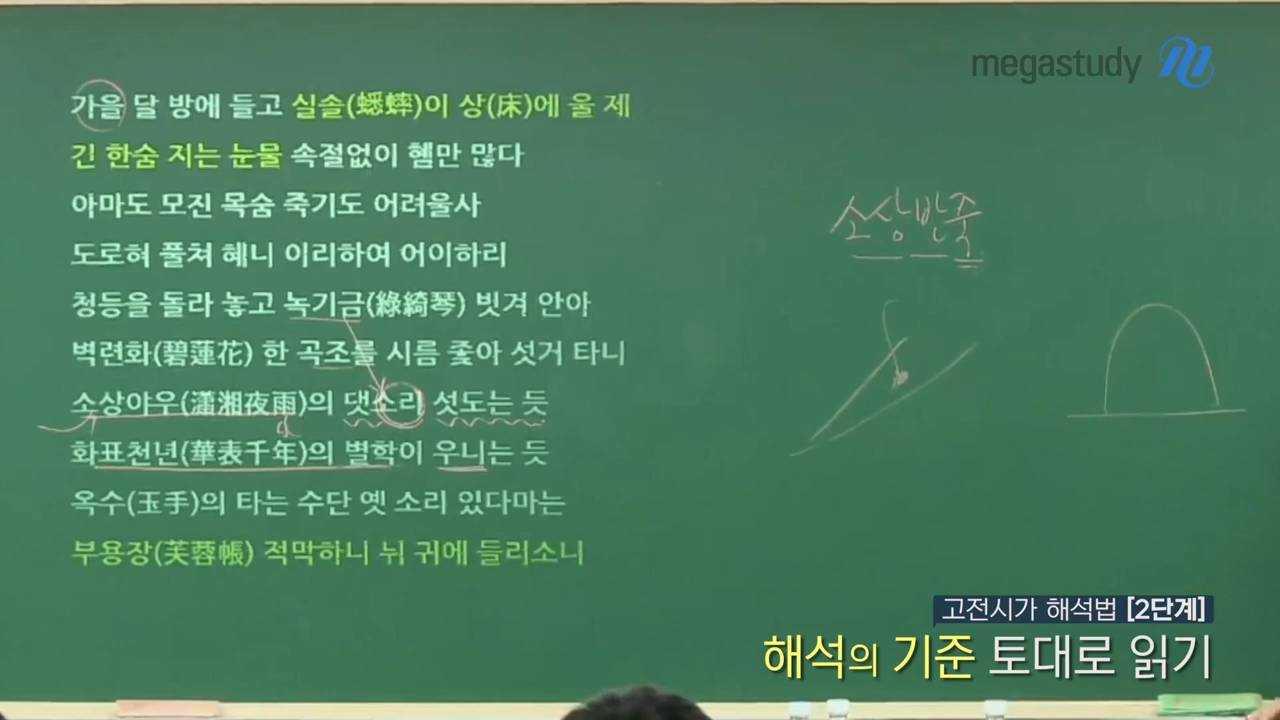 megastudy
가을 달 방에 들고 실솔(蟋蟀)이 상(床)에 울 제
긴 한숨 지는 눈물 속절없이 혬만 많다
아마도 모진 목숨 죽기도 어려울사
도로혀 풀쳐 혜니 이리하여 어이하리
청등을 돌라 놓고 녹기금(綠綺琴) 빗겨 안아
벽련화(碧蓮花) 한 곡조를 시름 좇아 섯거 타니
소상야우(瀟湘夜雨)의 댓소리 섯도는 듯
화표천년(華表千年)의 별학이 우니는 듯
옥수(玉手)의 타는 수단 옛 소리 있다마는
부용장(芙蓉帳) 적막하니 뉘 귀에 들리소니
소상반죽
고전시가 해석법 [2단계]
해석의 기준 토대로 읽기